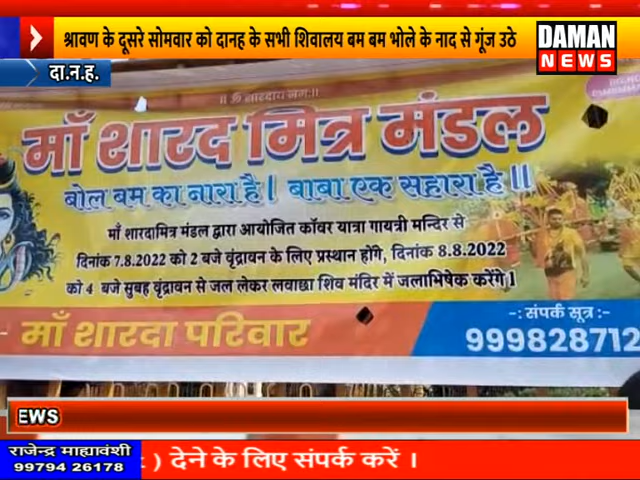 श्रावण के दूसरे सोमवार को दानह के सभी शिवालय बम बम भोले के नाद से गूंज उठे
DAMAN
NEWS
दा.न.ह.
॥ ॐ शारदाय नमः॥
माँ शारद मित्र मंडल
बोल बम का नारा है। बाबा एक सहारा है॥
माँ शारदामित्र मंडल द्वारा आयोजित कॉवर यात्रा गायत्री मन्दिर से
दिनांक 7.8.2022 को 2 बजे वृंद्रावन के लिए प्रस्थान होंगे, दिनांक 8.8.2022
को 4 बजे सुबह वृंद्रावन से जल लेकर लवाछा शिव मंदिर में जलाभिषेक करेंगे।
- माँ शारदा परिवार
-: संपर्क सूत्र :-
999828712
EWS
राजेन्द्र माह्यावंशी
99794 26178
) देने के लिए संपर्क करें ।